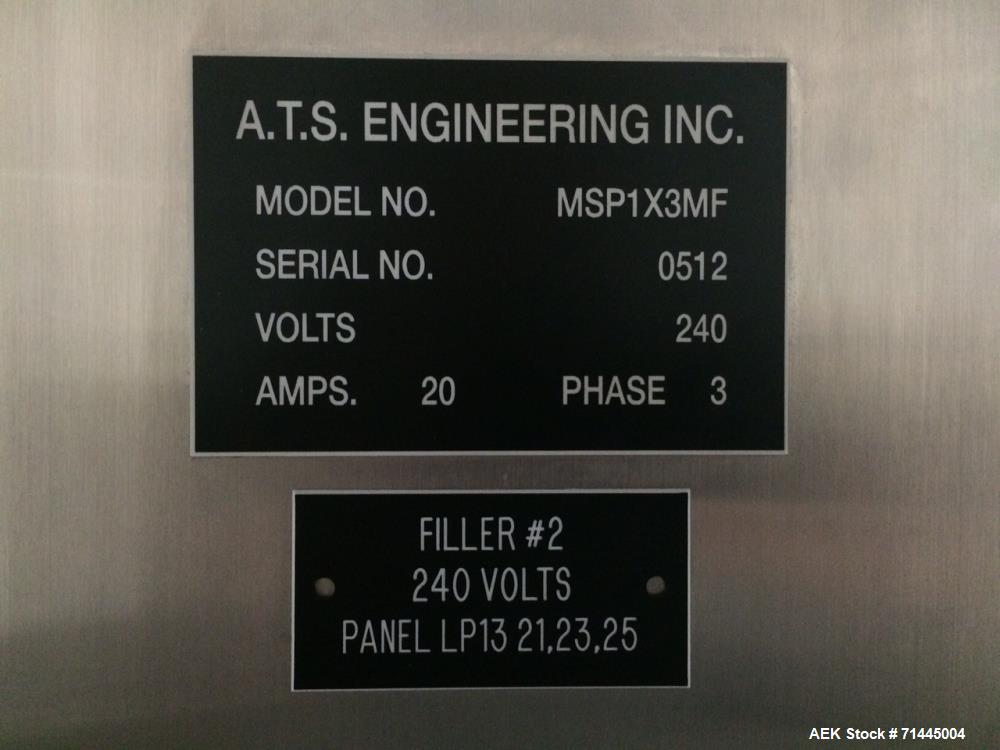 A.T.S. ENGINEERING INC.
MODEL NO. MSP1X3MF
SERIAL NO. 0512
VOLTS 240
AMPS. 20 PHASE 3
FILLER #2
240 VOLTS
PANEL LP13 21,23,25
AEK Stock # 71445004